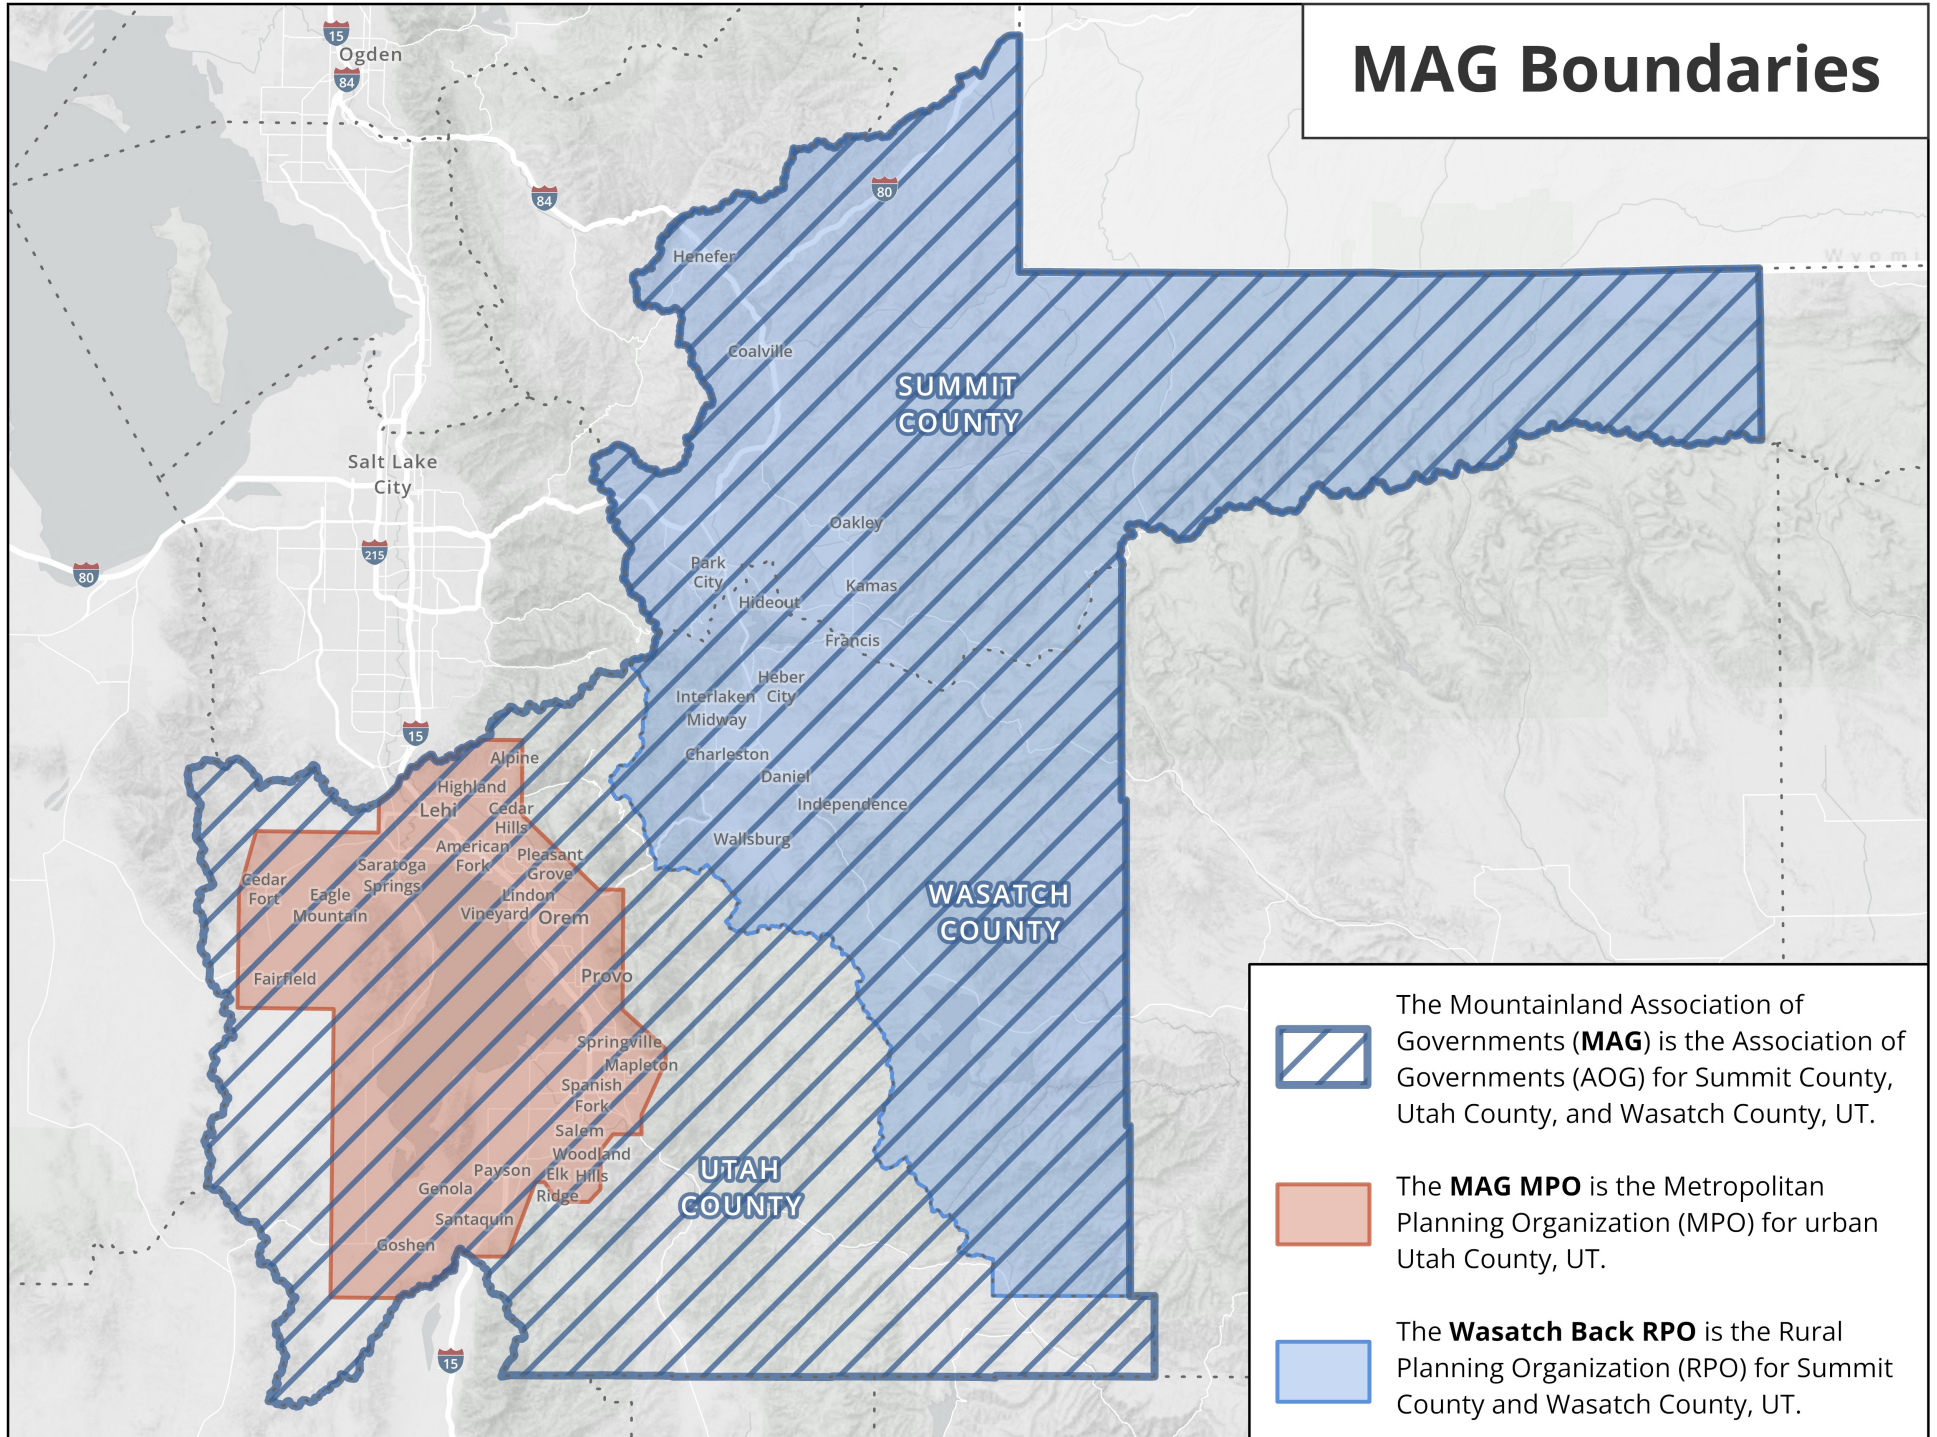 MAG Boundaries
15
Ogden
84
84
80
Henefer
Wyomi
Coalville
SUMMIT
COUNTY
Salt Lake
City
215
80
Oakley
Park
City
Kamas
Hideout
Francis
Heber
City
Interlaken
Midway
15
Charleston
Daniel
Independence
Wallsburg
Alpine
Highland
Lehi
Cedar
Hills
American
Fork
Pleasant
Grove
Saratoga
Springs
Cedar
Fort
Eagle
Mountain
Lindon
Vineyard
Orem
WASATCH
COUNTY
Fairfield
Provo
Springville
Mapleton
Spanish
Fork
Salem
Woodland
Hills
Elk
Ridge
Payson
Genola
Santaquin
Goshen
UTAH
COUNTY
15
The Mountainland Association of
Governments (MAG) is the Association of
Governments (AOG) for Summit County,
Utah County, and Wasatch County, UT.
The MAG MPO is the Metropolitan
Planning Organization (MPO) for urban
Utah County, UT.
The Wasatch Back RPO is the Rural
Planning Organization (RPO) for Summit
County and Wasatch County, UT.